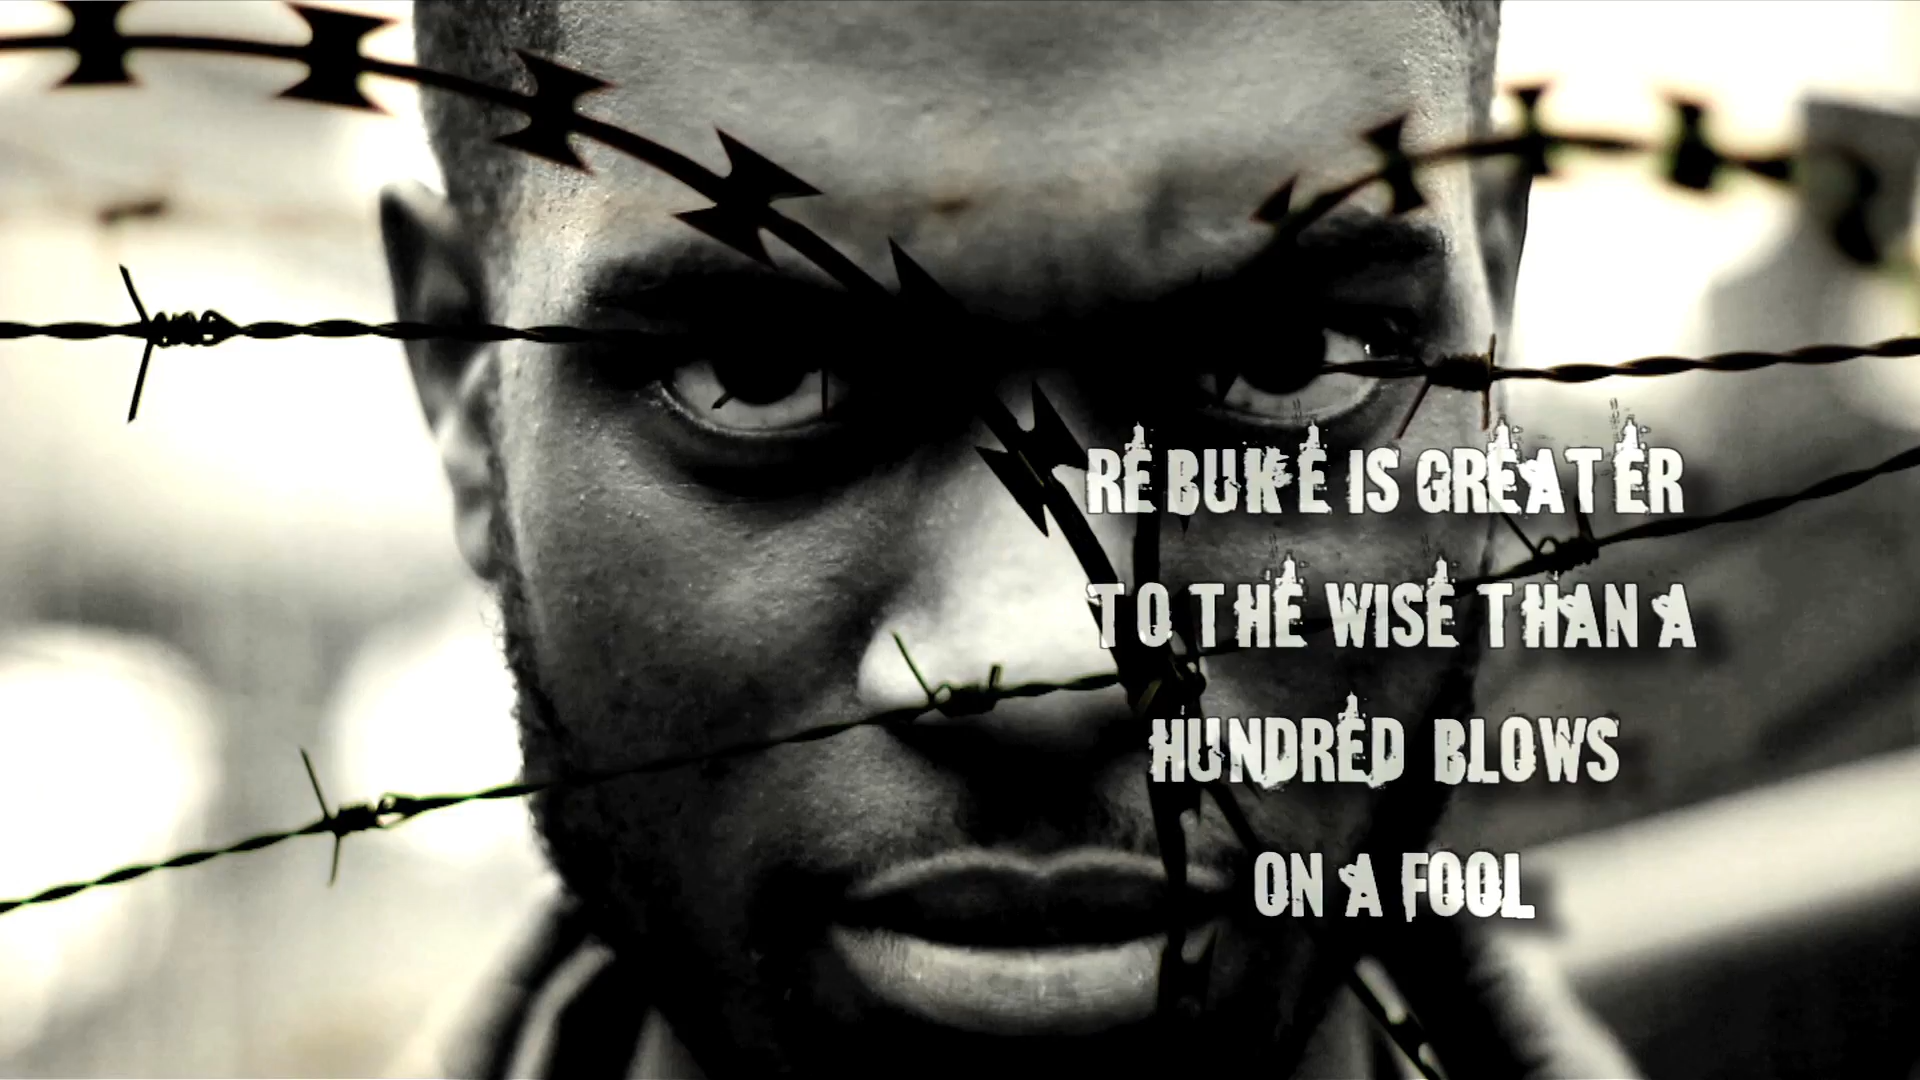 REBUKE IS GREATER
TO THE WISE THAN A
HUNDRED BLOWS
ON A FOOL